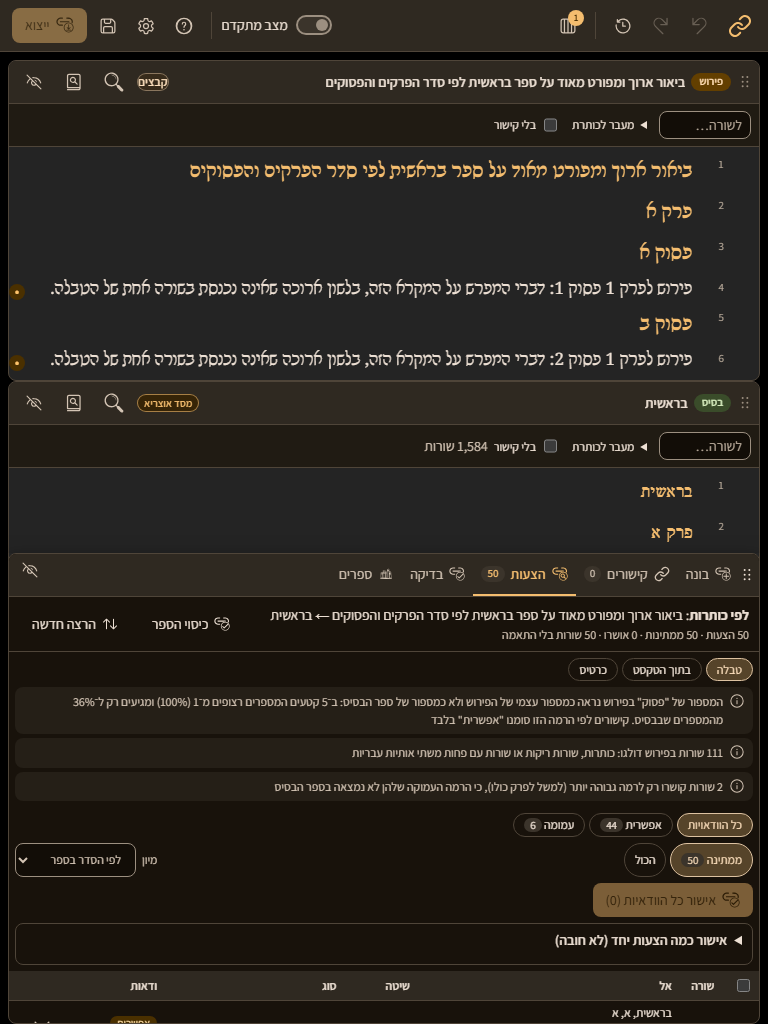 מצב מתקדם
ייצוא
1
פירוש
ביאור ארוך ומפורט מאוד על ספר בראשית לפי סדר הפרקים והפסוקים
קבצים
לשורה...
מעבר לכותרת
בלי קישור
1 ביאור ארוך ומפורט מאוד על ספר בראשית לפי סדר הפרקים והפסוקים
2 פרק א
3 פסוק א
4 פירוש לפרק 1 פסוק 1: דברי המפרש על המקרא הזה, בלשון ארוכה שאינה נכנסת בשורה אחת של הטבלה.
5 פסוק ב
6 פירוש לפרק 1 פסוק 2: דברי המפרש על המקרא הזה, בלשון ארוכה שאינה נכנסת בשורה אחת של הטבלה.
בסיס
בראשית
מסד אוצריא
לשורה...
מעבר לכותרת
בלי קישור
1,584 שורות
1 בראשית
2 פרק א
בונה
קישורים 0
הצעות 50
בדיקה
ספרים
לפי כותרות: ביאור ארוך ומפורט מאוד על ספר בראשית לפי סדר הפרקים והפסוקים ← בראשית
50 הצעות · 50 ממתינות · 0 אושרו · 50 שורות בלי התאמה
כיסוי הספר
הרצה חדשה
טבלה
בתוך הטקסט
כרטיס
המספור של "פסוק" בפירוש נראה כמספור עצמי של הפירוש ולא כמספור של ספר הבסיס: ב־5 קטעים המספרים רצופים מ־1 (100%) ומגיעים רק ל־36%
מהמספרים שבבסיס. קישורים לפי הרמה הזו סומנו "אפשרית" בלבד
111 שורות בפירוש דולגו: כותרות, שורות ריקות או שורות עם פחות משתי אותיות עבריות
2 שורות קושרו רק לרמה גבוהה יותר (למשל לפרק כולו), כי הרמה העמוקה שלהן לא נמצאה בספר הבסיס
כל הוודאויות
אפשרית 44
עמומה 6
ממתינה 50
הכול
מיון
לפי הסדר בספר
אישור כל הוודאיות (0)
אישור כמה הצעות יחד (לא חובה)
שורה
אל
שיטה
סוג
ודאות
בראשית, א, א